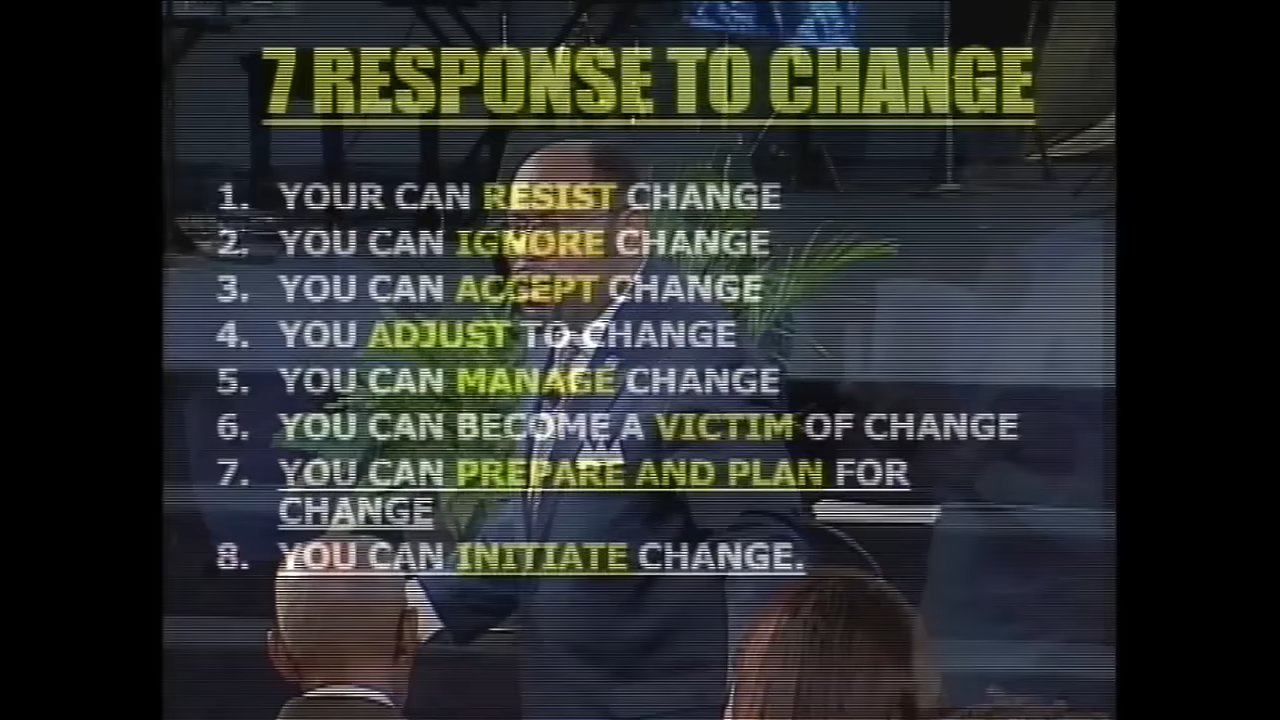 7 RESPONSE TO CHANGE
1. YOUR CAN RESIST CHANGE
2. YOU CAN IGNORE CHANGE
3. YOU CAN ACCEPT CHANGE
4. YOU ADJUST TO CHANGE
5. YOU CAN MANAGE CHANGE
6. YOU CAN BECOME A VICTIM OF CHANGE
7. YOU CAN PREPARE AND PLAN FOR
CHANGE
8. YOU CAN INITIATE CHANGE.